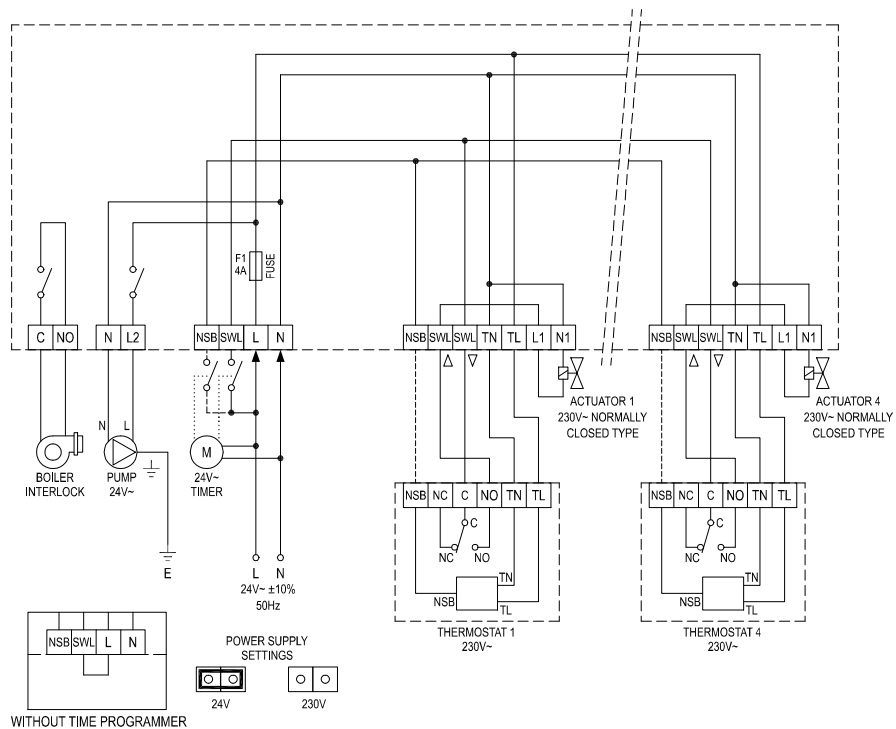 F1
4A
FUSE
C NO
N L2
NSB SWL L N
NSB SWL SWL TN TL L1 N1
NSB SWL SWL TN TL L1 N1
ACTUATOR 1
230V~ NORMALLY
CLOSED TYPE
ACTUATOR 4
230V~ NORMALLY
CLOSED TYPE
N L
M
BOILER
INTERLOCK
PUMP
24V~
24V~
TIMER
E
L N
24V~ ±10%
50Hz
NSB NC C NO TN TL
C
NC NO
TN
NSB
TL
THERMOSTAT 1
230V~
NSB NC C NO TN TL
C
NC NO
TN
NSB
TL
THERMOSTAT 4
230V~
NSB SWL L N
WITHOUT TIME PROGRAMMER
POWER SUPPLY
SETTINGS
24V
230V